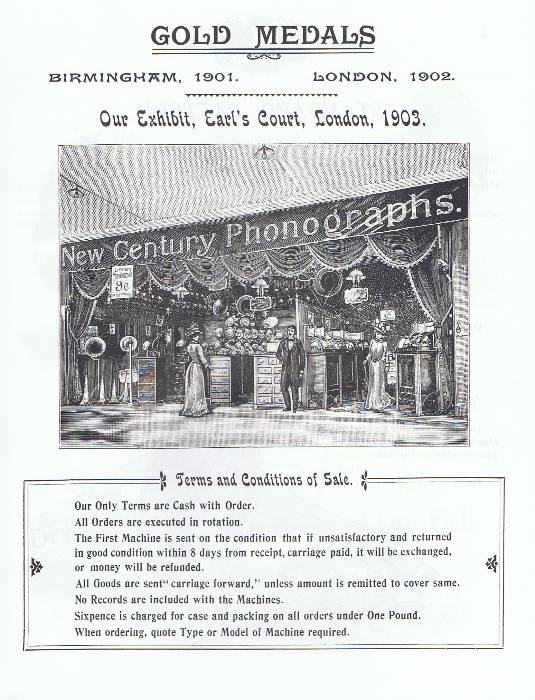 GOLD MEDALS
BIRMINGHAM, 1901. LONDON, 1902.
Our Exhibit, Earl's Court, London, 1903.
New Century Phonographs.
9d
Terms and Conditions of Sale.
Our Only Terms are Cash with Order.
All Orders are executed in rotation.
The First Machine is sent on the condition that if unsatisfactory and returned
in good condition within 8 days from receipt, carriage paid, it will be exchanged,
or money will be refunded.
All Goods are sent "carriage forward," unless amount is remitted to cover same.
No Records are included with the Machines.
Sixpence is charged for case and packing on all orders under One Pound.
When ordering, quote Type or Model of Machine required.